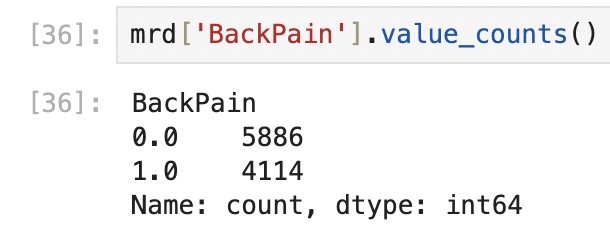 [36]: mrd['BackPain'].value_counts()
[36]: BackPain
0.0    5886
1.0    4114
Name: count, dtype: int64